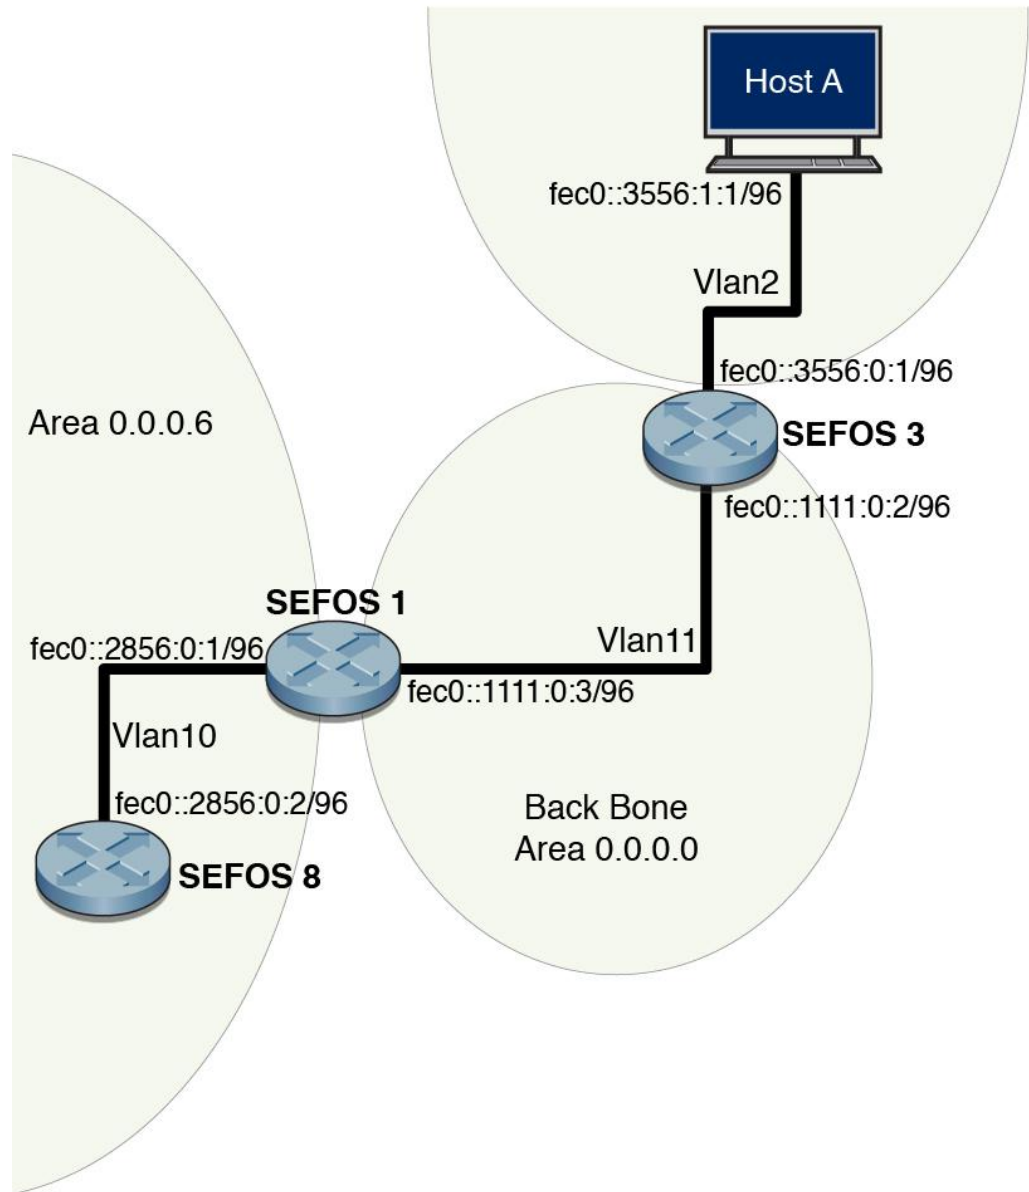 Host A
fec0::3556:1:1/96
Vlan2
fec0::3556:0:1/96
Area 0.0.0.6
SEFOS 3
fec0::1111:0:2/96
SEFOS 1
Vlan11
fec0::2856:0:1/96
fec0::1111:0:3/96
Vlan10
fec0::2856:0:2/96
Back Bone
Area 0.0.0.0
SEFOS 8